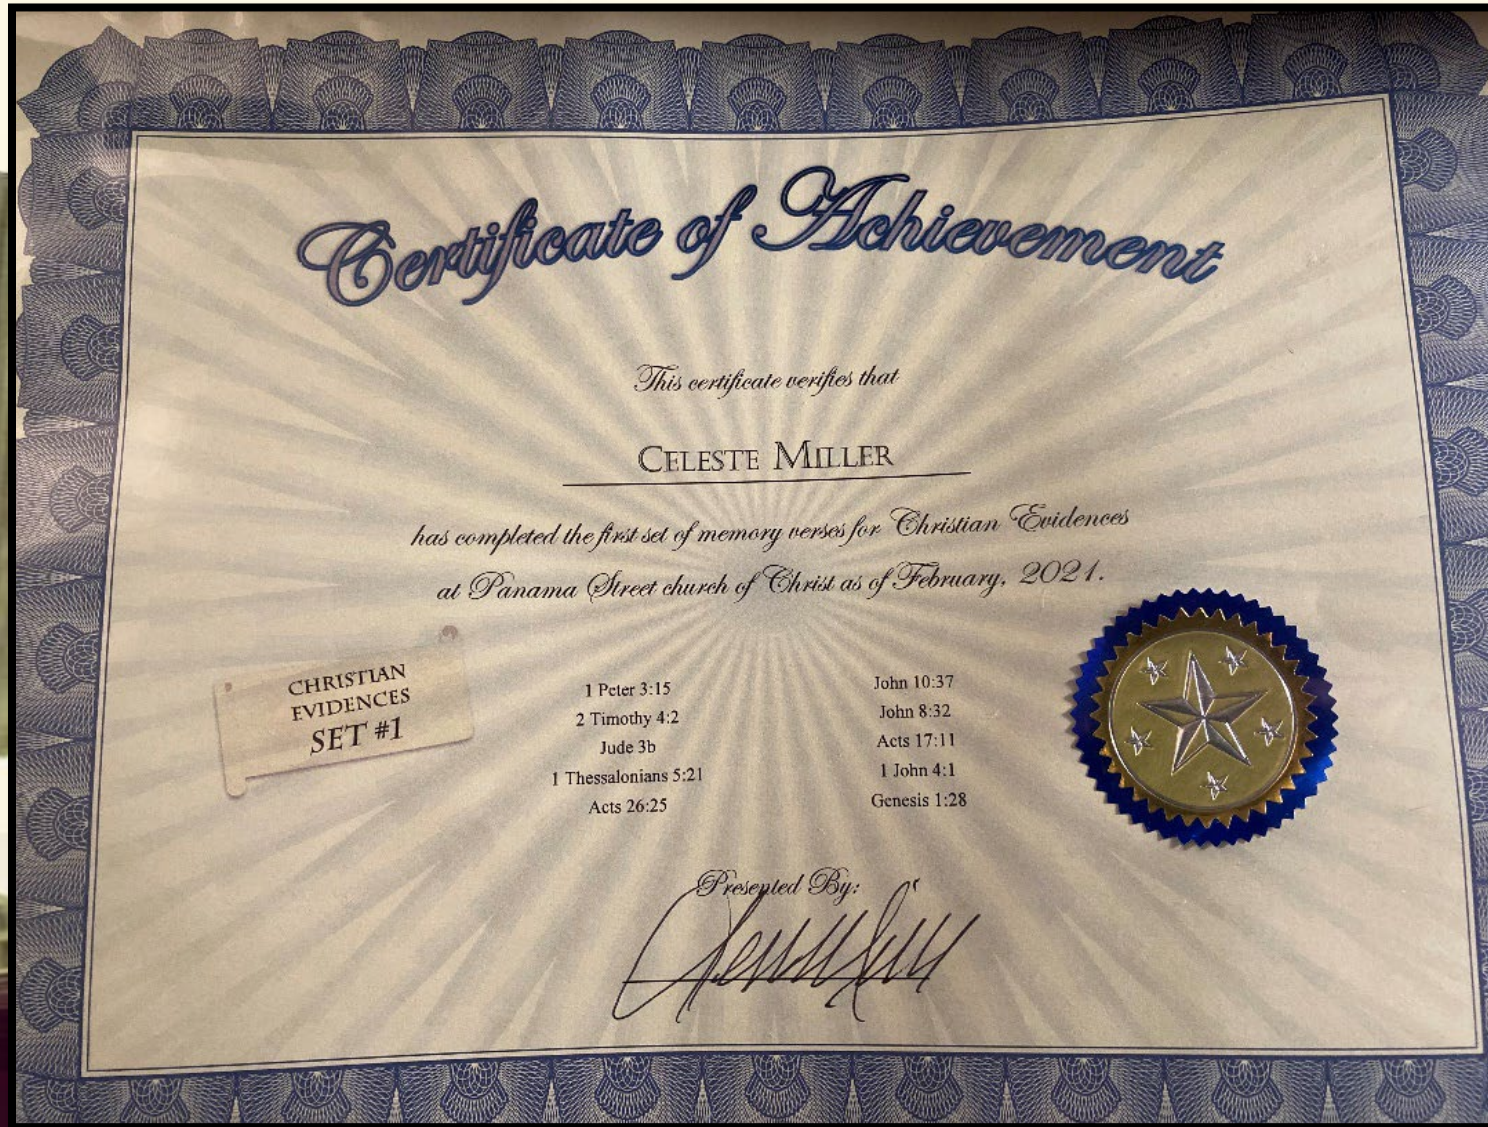 Certificate of Achievement
This certificate verifies that
CELESTE MILLER
has completed the first set of memory verses for Christian Evidences
at Panama Street church of Christ as of February, 2021.
CHRISTIAN
EVIDENCES
SET #1
1 Peter 3:15
2 Timothy 4:2
Jude 3b
1 Thessalonians 5:21
Acts 26:25
John 10:37
John 8:32
Acts 17:11
1 John 4:1
Genesis 1:28
Presented By: